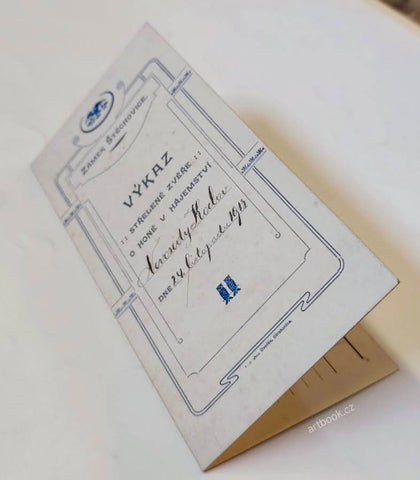 ZÁMEK ŠTĚCHOVICE.
VÝKAZ
:: STŘELENÉ ZVĚŘE ::
O HONĚ V HÁJEMSTVÍ
DNE 24. listopadu 1913
artbook.cz